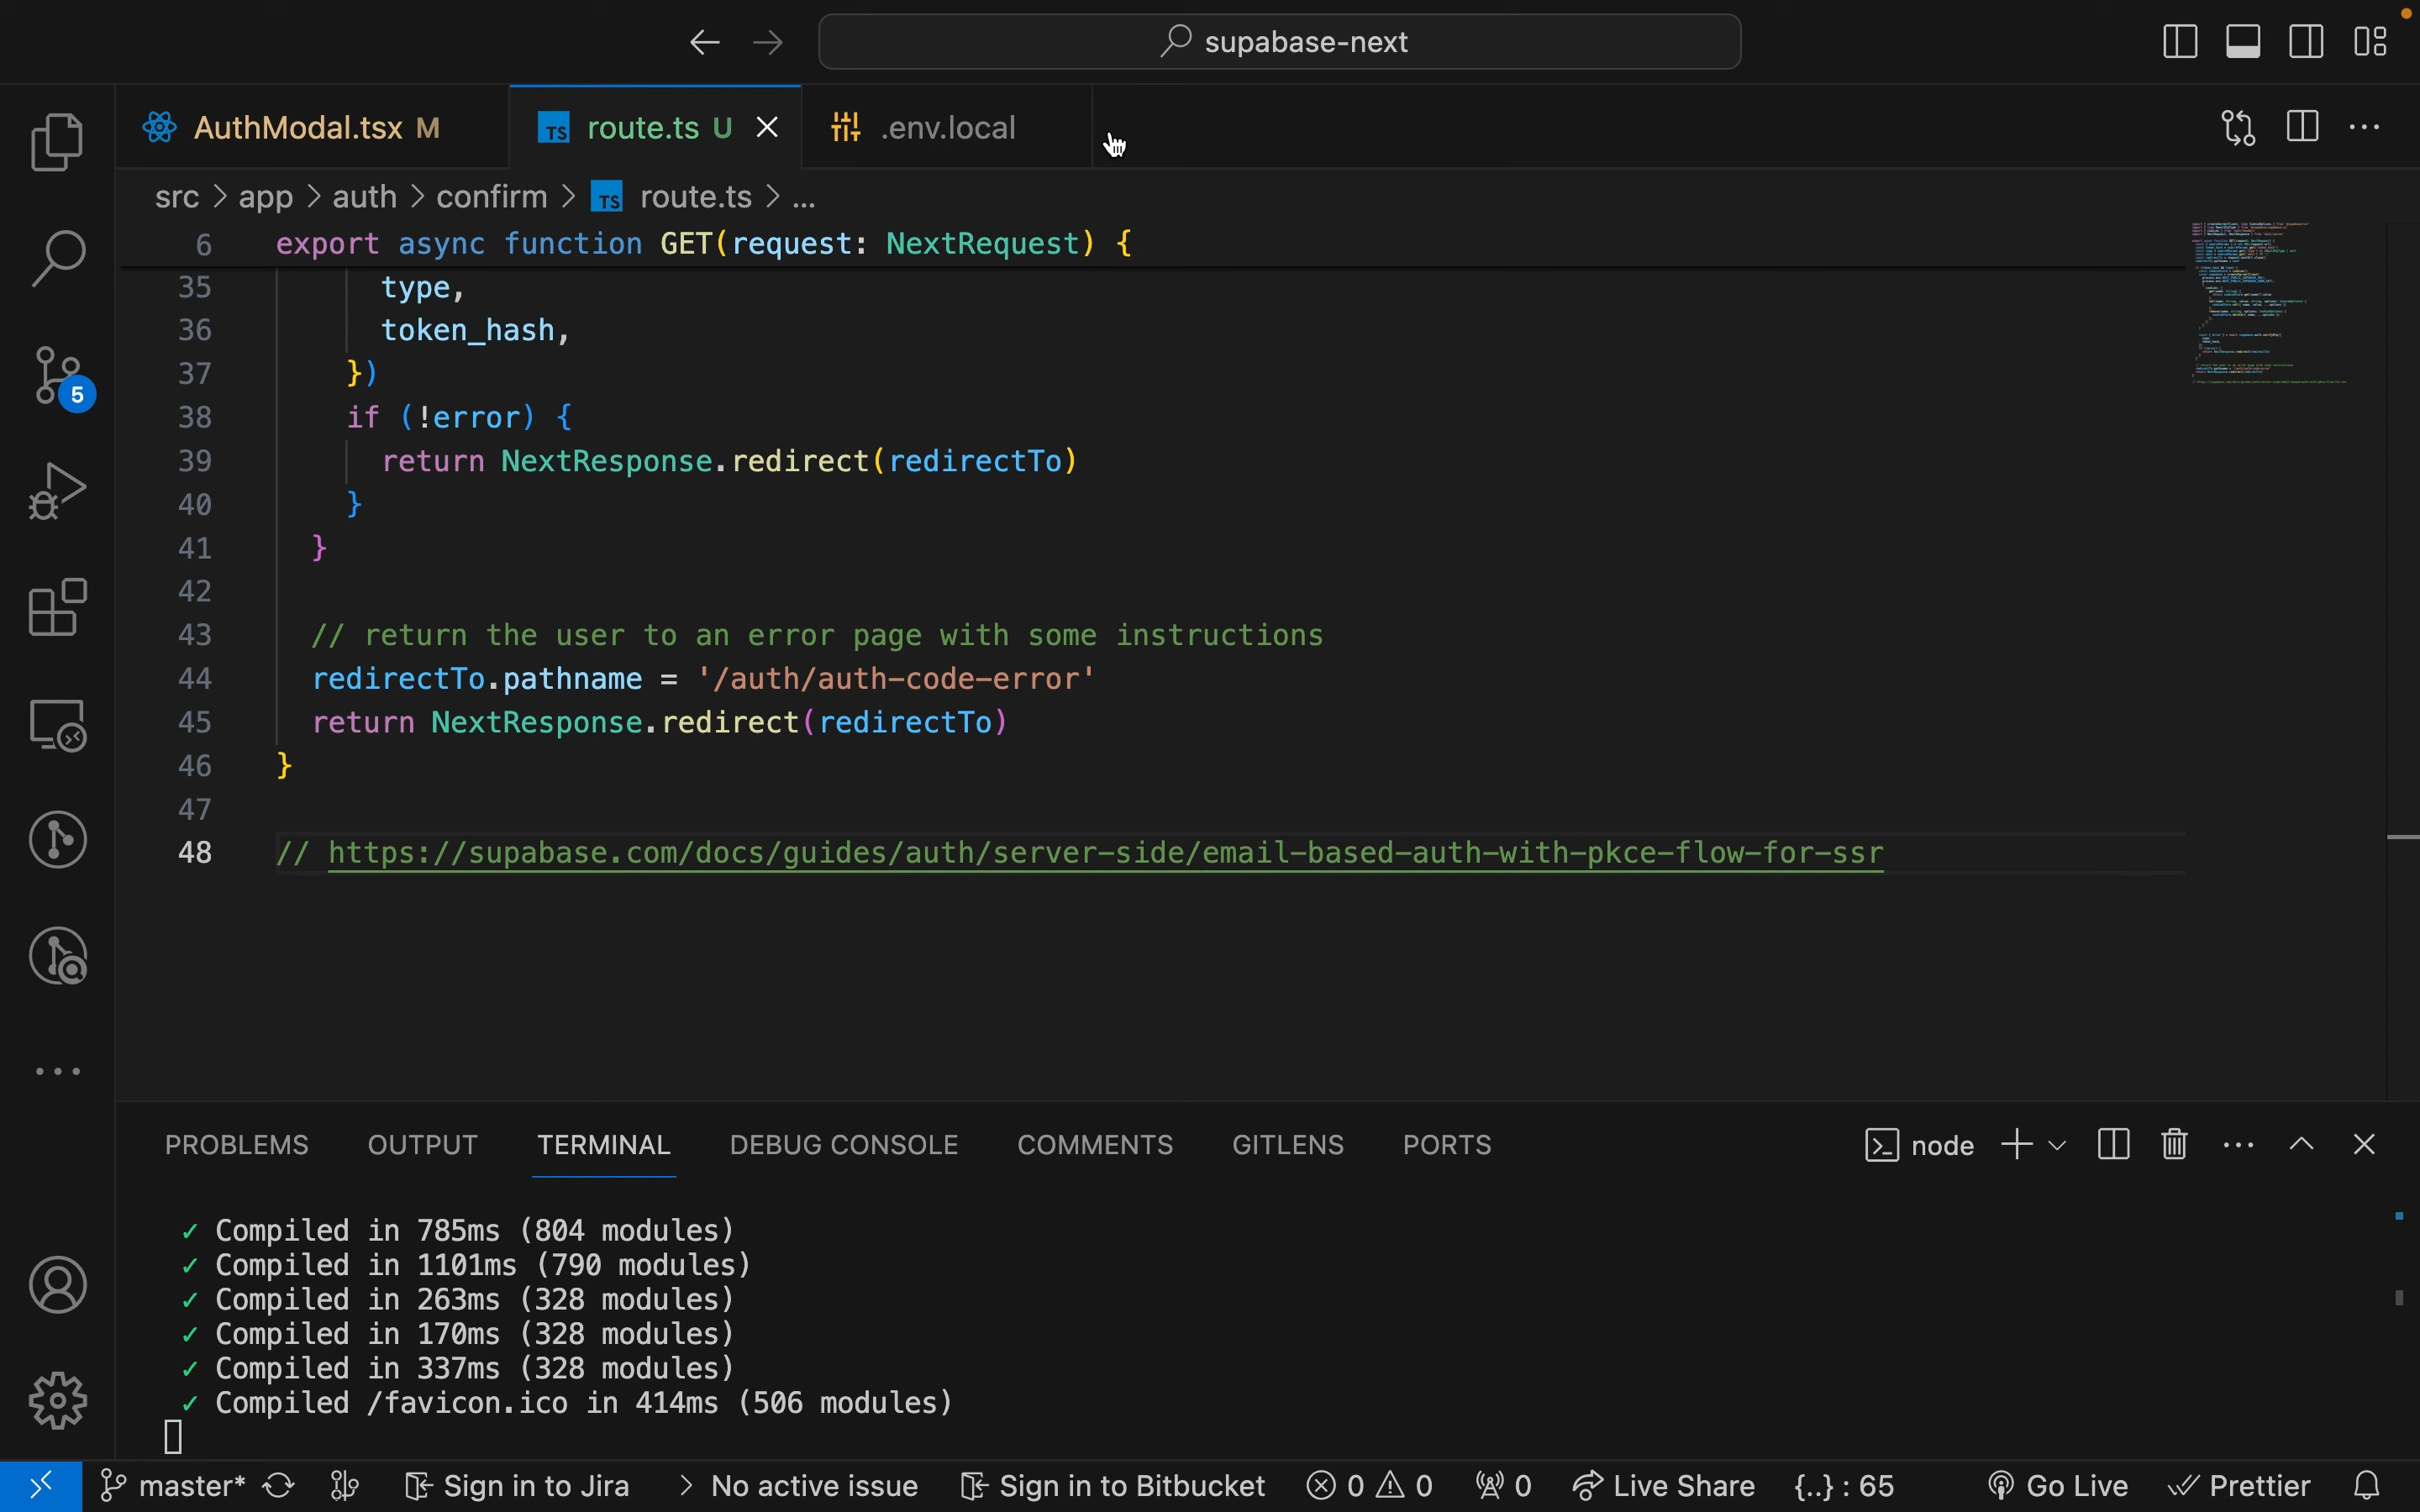 supabase-next
AuthModal.tsx M
TS route.ts U
.env.local
src > app > auth > confirm > TS route.ts > ...
6 export async function GET(request: NextRequest) {
35 type,
36 token_hash,
37 })
38 if (!error) {
39 return NextResponse.redirect(redirectTo)
40 }
41 }
42
43 // return the user to an error page with some instructions
44 redirectTo.pathname = '/auth/auth-code-error'
45 return NextResponse.redirect(redirectTo)
46 }
47
48 // https://supabase.com/docs/guides/auth/server-side/email-based-auth-with-pkce-flow-for-ssr
5
PROBLEMS OUTPUT TERMINAL DEBUG CONSOLE COMMENTS GITLENS PORTS node
✓ Compiled in 785ms (804 modules)
✓ Compiled in 1101ms (790 modules)
✓ Compiled in 263ms (328 modules)
✓ Compiled in 170ms (328 modules)
✓ Compiled in 337ms (328 modules)
✓ Compiled /favicon.ico in 414ms (506 modules)
master* Sign in to Jira > No active issue Sign in to Bitbucket 0 0 0 Live Share {..} : 65 Go Live Prettier